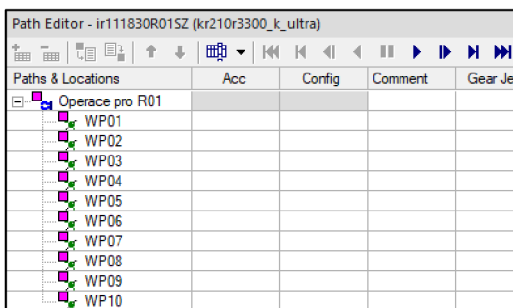 Path Editor - ir111830R01SZ (kr210r3300_k_ultra)
Paths & Locations Acc Config Comment Gear Je
Operace pro R01
WP01
WP02
WP03
WP04
WP05
WP06
WP07
WP08
WP09
WP10